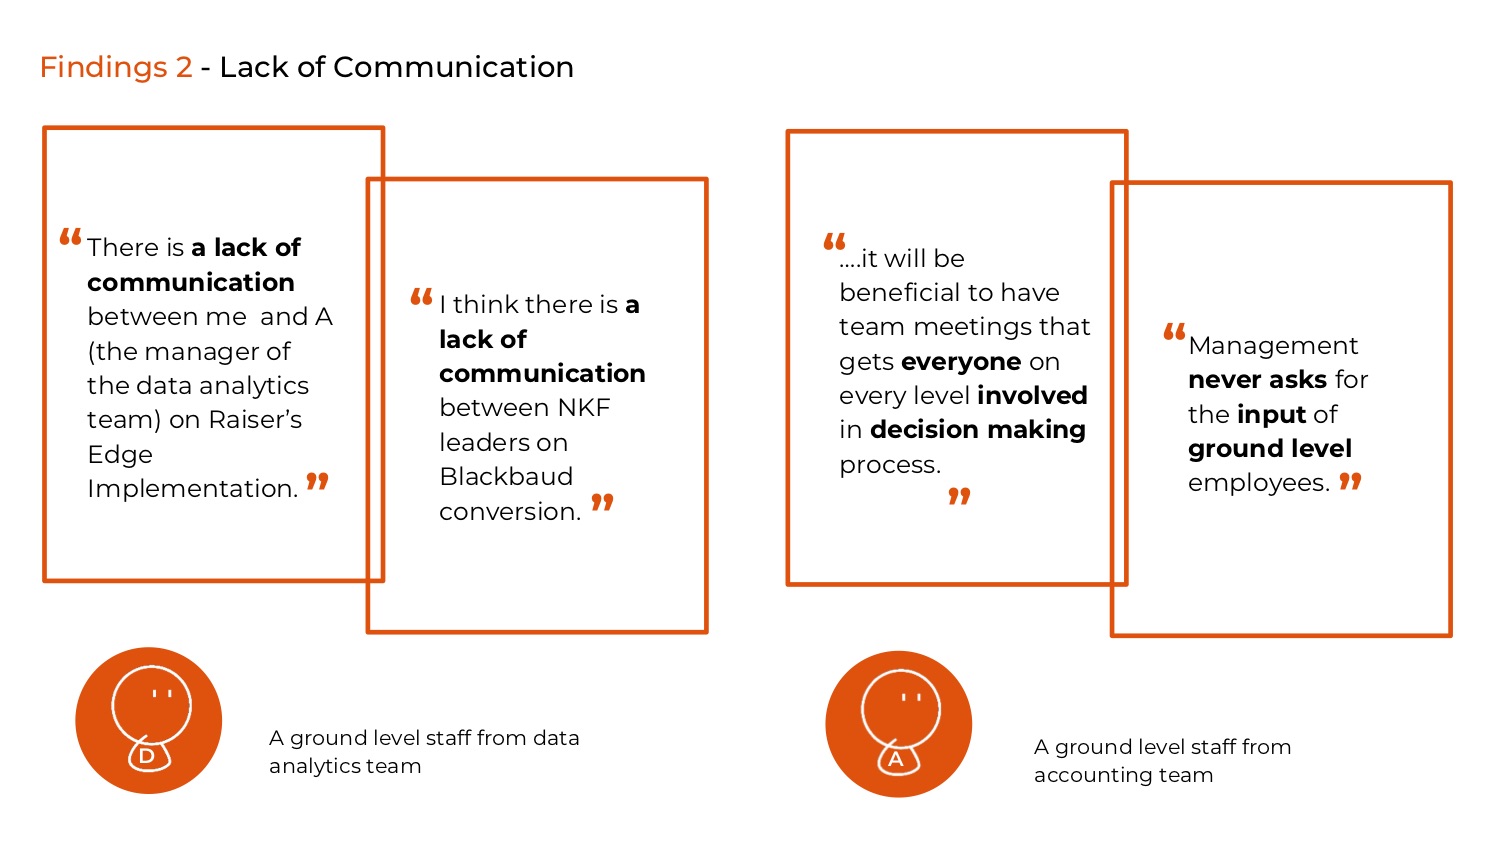 Findings 2 - Lack of Communication
“There is a lack of
communication
between me  and A
(the manager of
the data analytics
team) on Raiser’s
Edge
Implementation. ”
“I think there is a
lack of
communication
between NKF
leaders on
Blackbaud
conversion. ”
“....it will be
beneficial to have
team meetings that
gets everyone on
every level involved
in decision making
process.
”
“Management
never asks for
the input of
ground level
employees. ”
D
A ground level staff from data
analytics team
A
A ground level staff from
accounting team